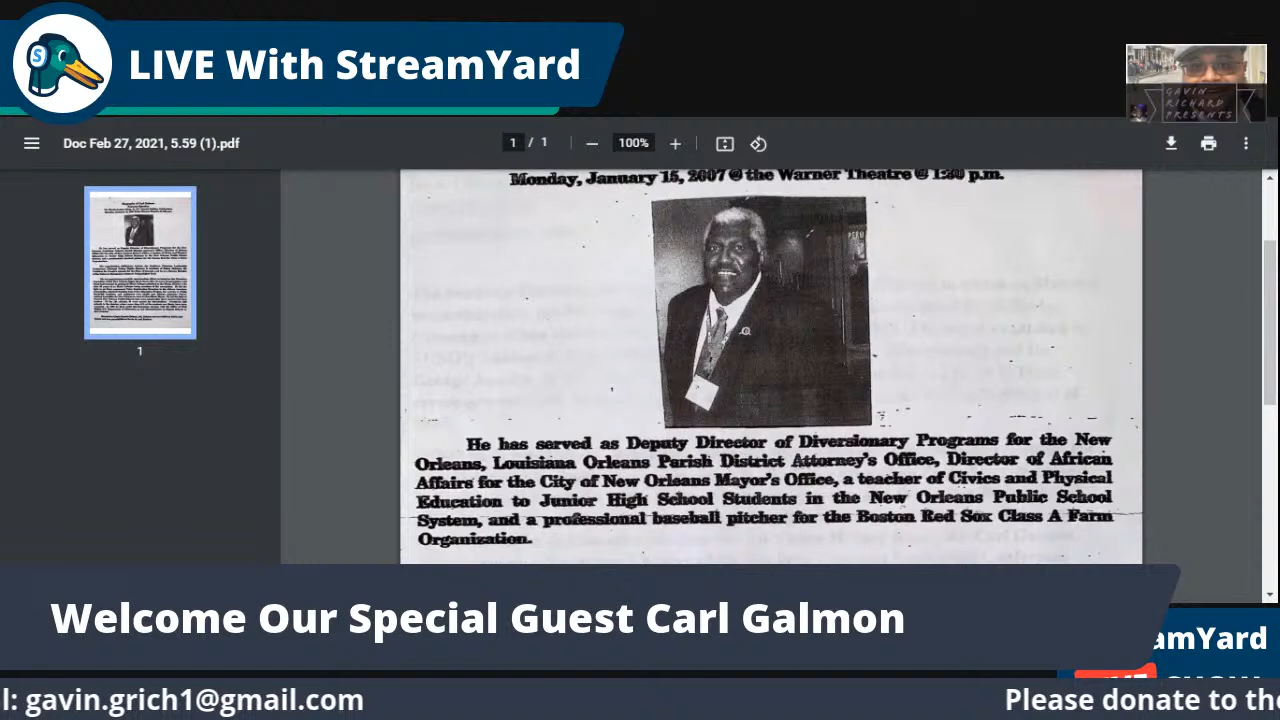 LIVE With StreamYard
GAVIN
RICHARD
PRESENTS
Doc Feb 27, 2021, 5.59 (1).pdf
1 / 1
100%
Monday, January 15, 2007 @ the Warner Theatre @ 1:30 p.m.
He has served as Deputy Director of Diversionary Programs for the New
Orleans, Louisiana Orleans Parish District Attorney's Office, Director of African
Affairs for the City of New Orleans Mayor's Office, a teacher of Civics and Physical
Education to Junior High School Students in the New Orleans Public School
System, and a professional baseball pitcher for the Boston Red Sox Class A Farm
Organization.
1
Welcome Our Special Guest Carl Galmon
amYard
l: gavin.grich1@gmail.com
Please donate to the